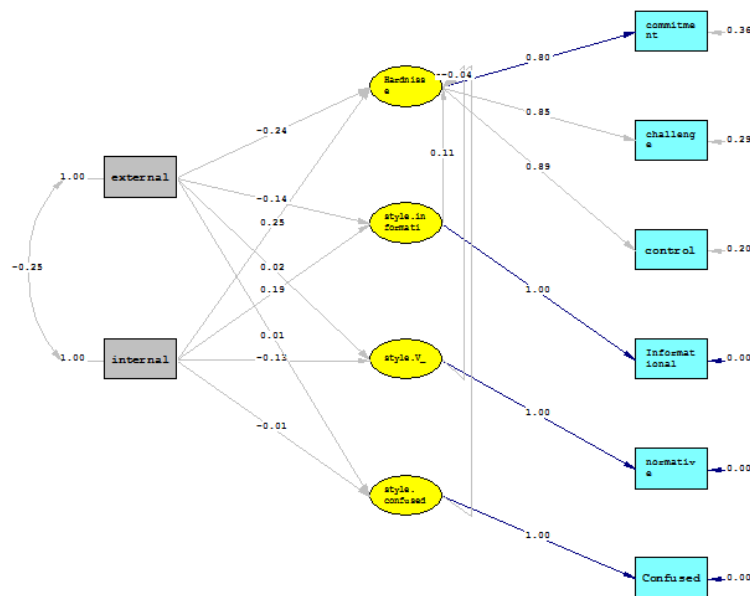 commitme
nt
0.36
0.80
Hardniss
e
--0.04
-0.24
0.85
challeng
e
0.29
0.11
0.89
external
1.00
-0.14
0.25
style.in
formati
control
0.20
-0.25
0.02
0.19
1.00
internal
1.00
0.01
-0.13
style.V_
Informat
ional
0.00
-0.01
1.00
normativ
e
0.00
style.
confused
1.00
Confused
0.00